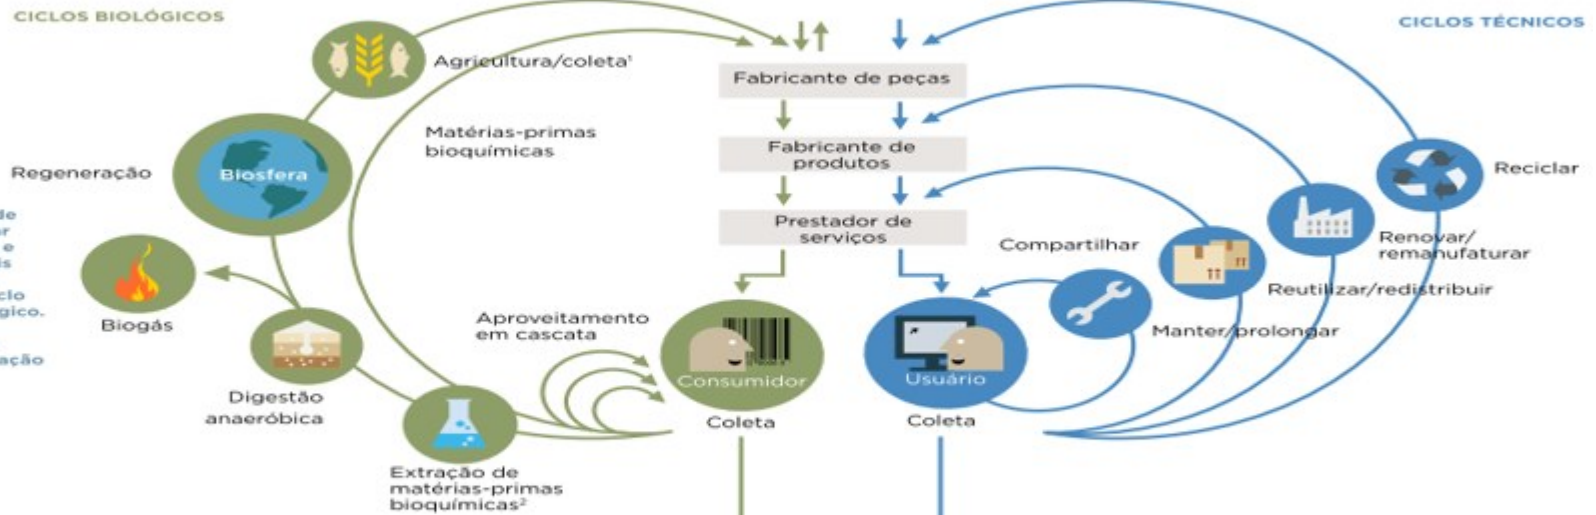 CICLOS BIOLÓGICOS
CICLOS TÉCNICOS
Agricultura/coleta¹
Fabricante de peças
Matérias-primas
bioquímicas
Fabricante de
produtos
Regeneração
Biosfera
Reciclar
Prestador de
serviços
Compartilhar
Renovar/
remanufaturar
Reutilizar/redistribuir
Biogás
Aproveitamento
em cascata
Manter/prolongar
Consumidor
Usuário
Digestão
anaeróbica
Coleta
Coleta
Extração de
matérias-primas
bioquímicas²